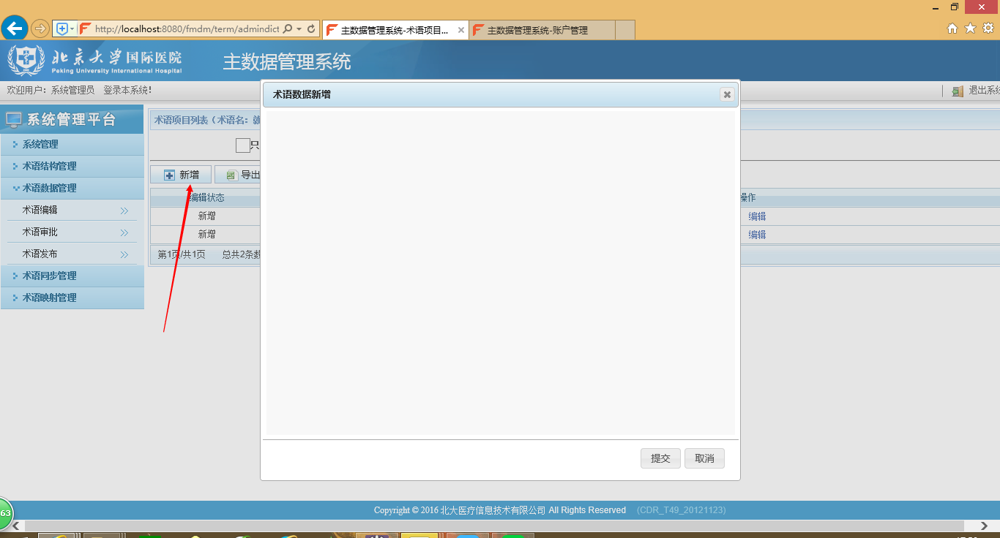 http://localhost:8080/fmdm/term/admindict
主数据管理系统-术语项目...
主数据管理系统-账户管理
北京大学国际医院
Peking University International Hospital
主数据管理系统
欢迎用户: 系统管理员 登录本系统!
退出系统
系统管理平台
系统管理
术语结构管理
术语数据管理
术语编辑
术语审批
术语发布
术语同步管理
术语映射管理
术语项目列表(术语名:
只
新增
导出
编辑状态
操作
新增
编辑
新增
编辑
第1页/共1页 总共2条数
术语数据新增
提交
取消
Copyright © 2016 北大医疗信息技术有限公司 All Rights Reserved (CDR_T49_20121123)
63